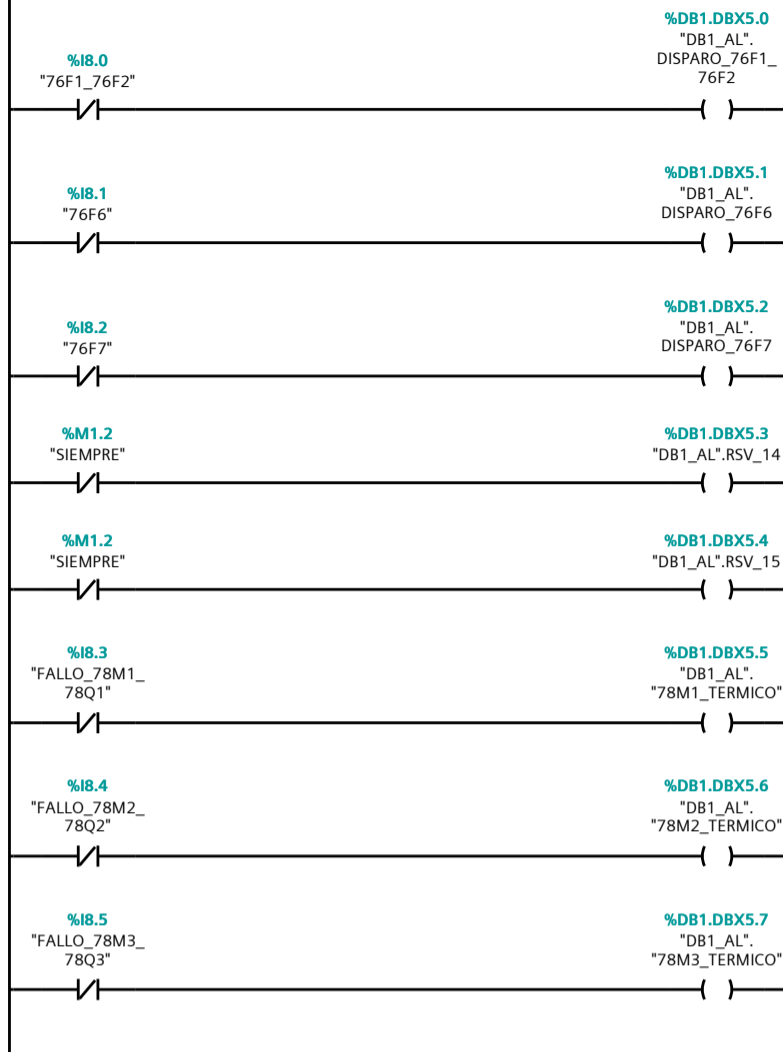 %DB1.DBX5.0
"DB1_AL".
DISPARO_76F1_
76F2
%I8.0
"76F1_76F2"
%DB1.DBX5.1
"DB1_AL".
DISPARO_76F6
%I8.1
"76F6"
%DB1.DBX5.2
"DB1_AL".
DISPARO_76F7
%I8.2
"76F7"
%M1.2
"SIEMPRE"
%DB1.DBX5.3
"DB1_AL".RSV_14
%M1.2
"SIEMPRE"
%DB1.DBX5.4
"DB1_AL".RSV_15
%I8.3
"FALLO_78M1_
78Q1"
%DB1.DBX5.5
"DB1_AL".
"78M1_TERMICO"
%I8.4
"FALLO_78M2_
78Q2"
%DB1.DBX5.6
"DB1_AL".
"78M2_TERMICO"
%I8.5
"FALLO_78M3_
78Q3"
%DB1.DBX5.7
"DB1_AL".
"78M3_TERMICO"